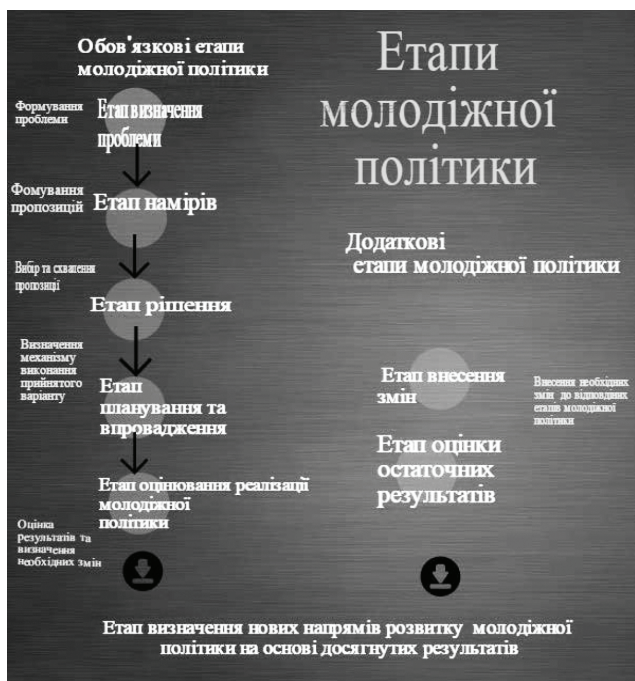 Етапи
молодіжної
політики
Обов'язкові етапи
молодіжної політики
Формування
проблеми
Етап визначення
проблеми
Фомування
пропозицій
Етап намірів
Вибір та схвалення
пропозиції
Етап рішення
Визначення
механізму
виконання
прийнятого
варіанту
Етап
планування та
впровадження
Етап оцінювання реалізації
молодіжної
політики
Оцінка
результатів та
визначення
необхідних змін
Додаткові
етапи молодіжної політики
Етап внесення
змін
Внесення необхідних
змін до відповідних
етапів молодіжної
політики
Етап оцінки
остаточних
результатів
Етап визначення нових напрямів розвитку молодіжної
політики на основі досягнутих результатів